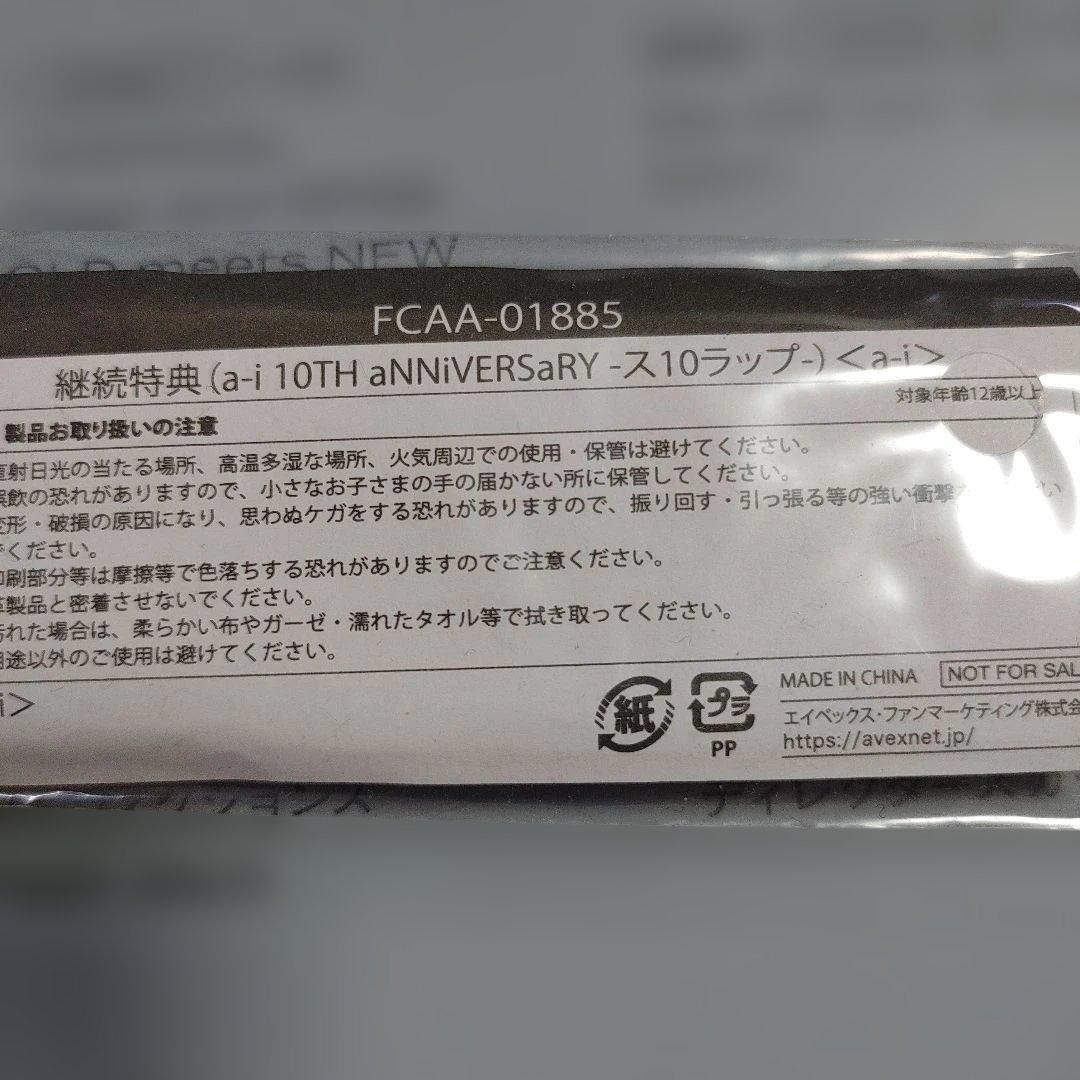 meets NEW
FCAA-01885
継続特典(a-i 10TH aNNiVERSaRY -ス10ラップ-)<a-i>
対象年齢12歳以上
製品お取り扱いの注意
直射日光の当たる場所、高温多湿な場所、火気周辺での使用・保管は避けてください。
誤飲の恐れがありますので、小さなお子さまの手の届かない所に保管してください。
変形・破損の原因になり、思わぬケガをする恐れがありますので、振り回す・引っ張る等の強い衝撃
でください。
印刷部分等は摩擦等で色落ちする恐れがありますのでご注意ください。
革製品と密着させないでください。
汚れた場合は、柔らかい布やガーゼ・濡れたタオル等で拭き取ってください。
用途以外のご使用は避けてください。
i>
紙
プラ
PP
MADE IN CHINA
NOT FOR SAL
エイベックス・ファンマーケティング株式会
https://avexnet.jp/